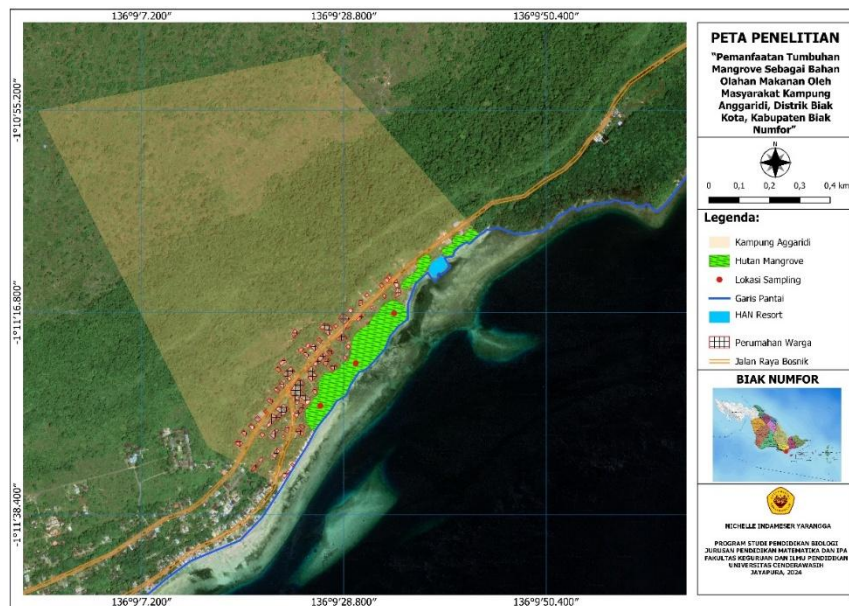 136°9'7.200"
136°9'28.800"
136°9'50.400"
-1°10'55.200"
-1°11'16.800"
-1°11'38.400"
136°9'7.200"
136°9'28.800"
136°9'50.400"
PETA PENELITIAN
"Pemanfaatan Tumbuhan
Mangrove Sebagai Bahan
Olahan Makanan Oleh
Masyarakat Kampung
Anggaridi, Distrik Biak
Kota, Kabupaten Biak
Numfor"
N
0 0,1 0,2 0,3 0,4 km
Legenda:
Kampung Aggaridi
Hutan Mangrove
Lokasi Sampling
Garis Pantai
HAN Resort
Perumahan Warga
Jalan Raya Bosnik
BIAK NUMFOR
MICHELLE INDAMESER YARANGGA
PROGRAM STUDI PENDIDIKAN BIOLOGI
JURUSAN PENDIDIKAN MATEMATIKA DAN IPA
FAKULTAS KEGURUAN DAN ILMU PENDIDIKAN
UNIVERSITAS CENDERAWASIH
JAYAPURA, 2024